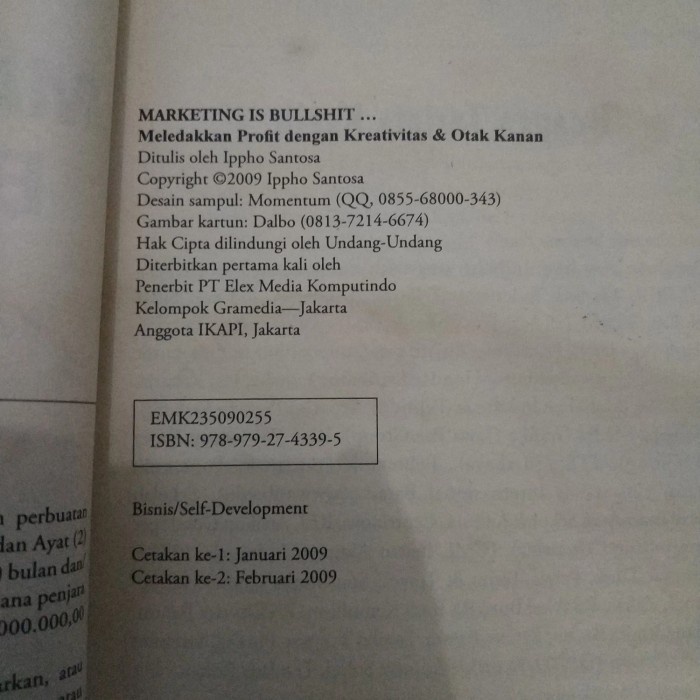 MARKETING IS BULLSHIT ...
Meledakkan Profit dengan Kreativitas & Otak Kanan
Ditulis oleh Ippho Santosa
Copyright ©2009 Ippho Santosa
Desain sampul: Momentum (QQ, 0855-68000-343)
Gambar kartun: Dalbo (0813-7214-6674)
Hak Cipta dilindungi oleh Undang-Undang
Diterbitkan pertama kali oleh
Penerbit PT Elex Media Komputindo
Kelompok Gramedia—Jakarta
Anggota IKAPI, Jakarta
EMK235090255
ISBN: 978-979-27-4339-5
Bisnis/Self-Development
Cetakan ke-1: Januari 2009
Cetakan ke-2: Februari 2009
perbuatan
dan Ayat (2)
bulan dan/
ana penjara
000.000,00
arkan, atau
atau